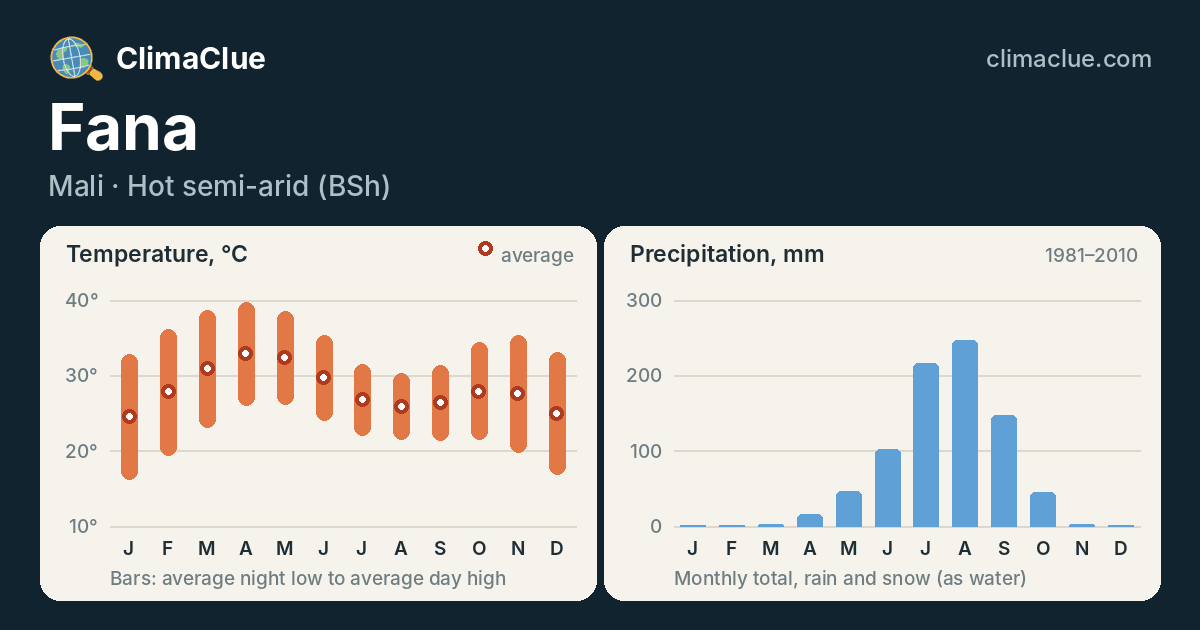 ClimaClue
climaclue.com
Fana
Mali · Hot semi-arid (BSh)
Temperature, °C
average
40°
30°
20°
10°
J F M A M J J A S O N D
Bars: average night low to average day high
Precipitation, mm
1981–2010
300
200
100
0
J F M A M J J A S O N D
Monthly total, rain and snow (as water)